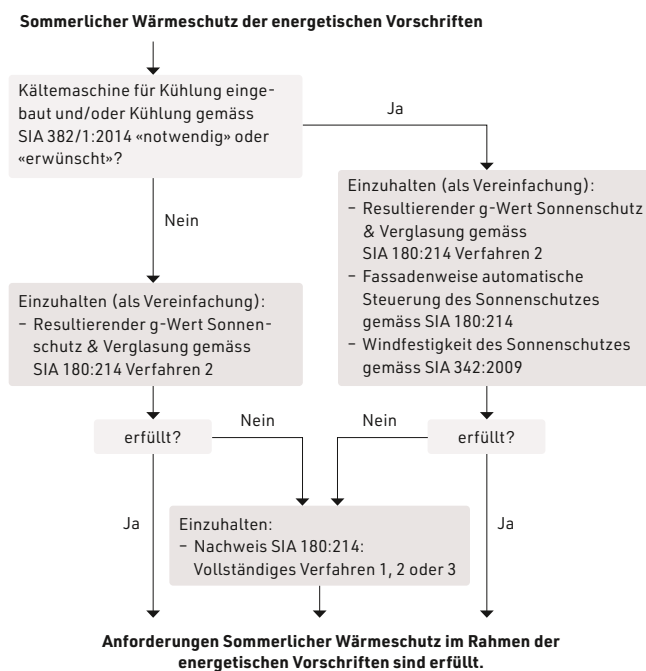 Sommerlicher Wärmeschutz der energetischen Vorschriften
Kältemaschine für Kühlung einge-
baut und/oder Kühlung gemäss
SIA 382/1:2014 «notwendig» oder
«erwünscht»?
Ja
Nein
Einzuhalten (als Vereinfachung):
– Resultierender g-Wert Sonnenschutz
& Verglasung gemäss
SIA 180:214 Verfahren 2
– Fassadenweise automatische
Steuerung des Sonnenschutzes
gemäss SIA 180:214
– Windfestigkeit des Sonnenschutzes
gemäss SIA 342:2009
Einzuhalten (als Vereinfachung):
– Resultierender g-Wert Sonnen-
schutz & Verglasung gemäss
SIA 180:214 Verfahren 2
erfüllt?
Nein
Nein
erfüllt?
Ja
Einzuhalten:
– Nachweis SIA 180:214:
Vollständiges Verfahren 1, 2 oder 3
Ja
Anforderungen Sommerlicher Wärmeschutz im Rahmen der
energetischen Vorschriften sind erfüllt.